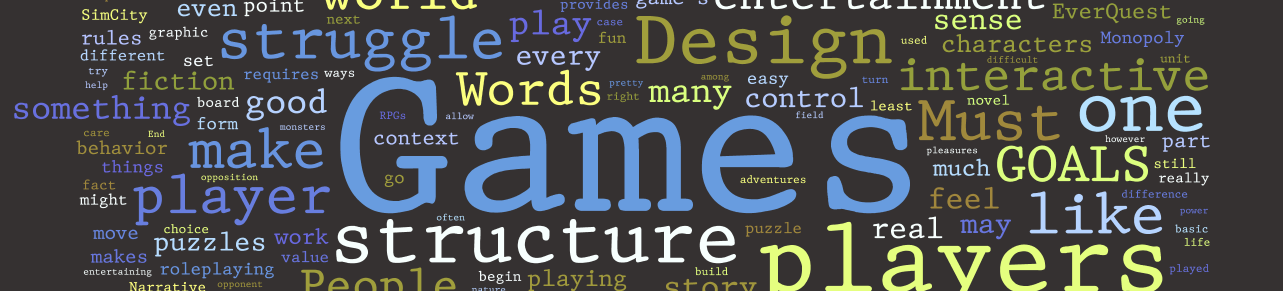 SimCity even point world provides game's entertainment EverQuest going
rules graphic next play case fun Design sense Monopoly
different set struggle every used characters
try fiction requires ways Words pretty among easy turn difficult unit interactive
help something board good right many control least novel one
form RPGs allow field Must
care End monsters context Games however part
behavior make pleasures
things opposition go adventures much GOALS still
fact player really
might feel difference
move choice often structure puzzle real may like power
puzzles work basic
makes value players life
entertaining roleplaying begin playing build played
Narrative opponent People nature story